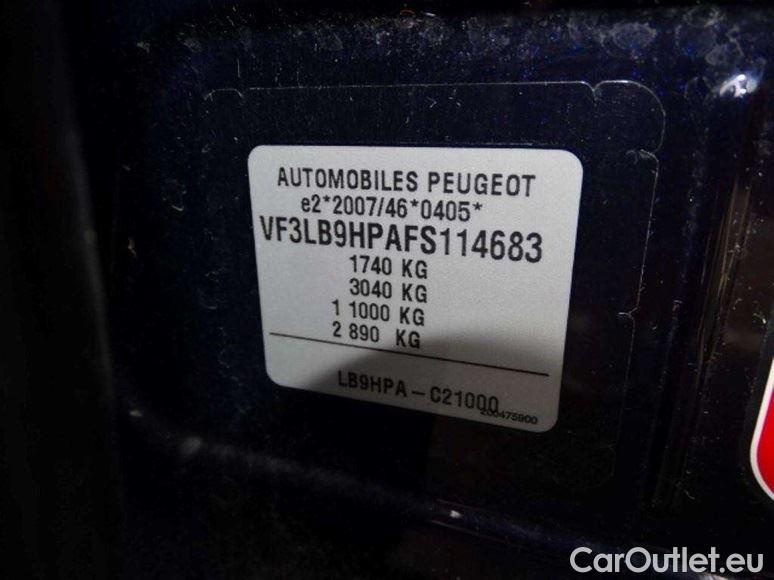 AUTOMOBILES PEUGEOT
e2*2007/46*0405*
VF3LB9HPAFS114683
1740 KG
3040 KG
1 1000 KG
2 890 KG
LB9HPA-C21000
200475900
CarOutlet.eu